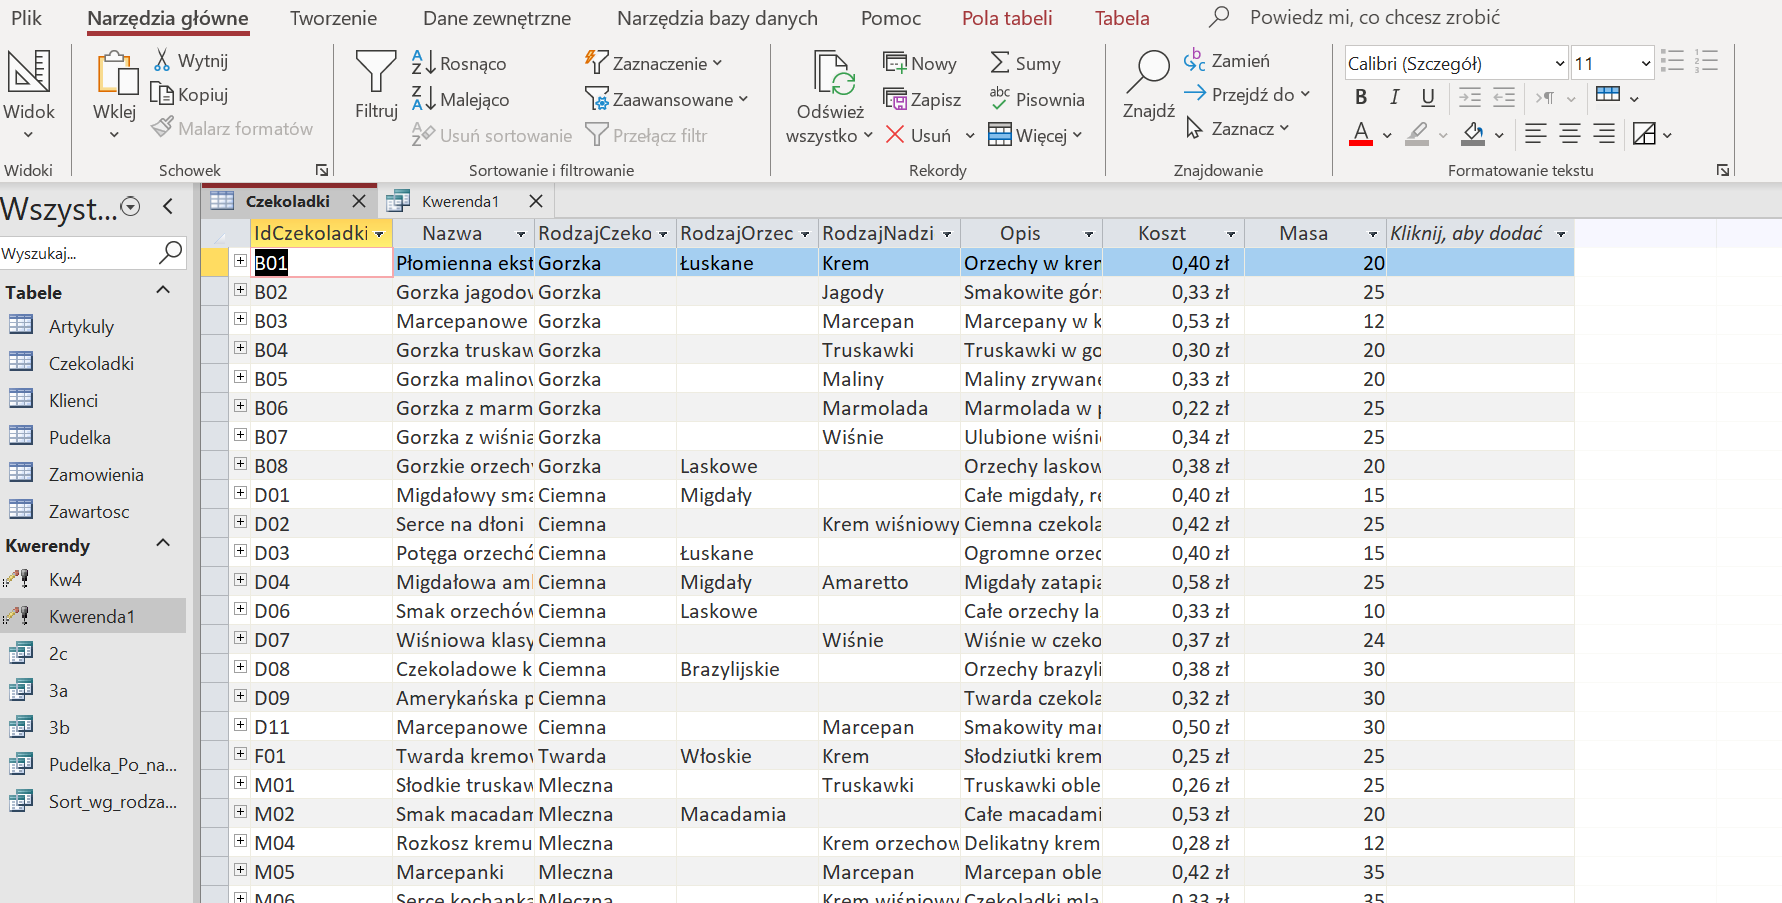 Plik Narzędzia główne Tworzenie Dane zewnętrzne Narzędzia bazy danych Pomoc Pola tabeli Tabela Powiedz mi, co chcesz zrobić
Widok
Widoki
Wklej
Wytnij
Kopiuj
Malarz formatów
Schowek
Filtruj
Rosnąco
Malejąco
Usuń sortowanie
Zaznaczenie
Zaawansowane
Przełącz filtr
Sortowanie i filtrowanie
Odśwież
wszystko
Nowy
Zapisz
Usuń
Sumy
Pisownia
Więcej
Rekordy
Znajdź
Zamień
Przejdź do
Zaznacz
Znajdowanie
Calibri (Szczegół) 11
B I U
A
Formatowanie tekstu
Wszyst...
Wyszukaj...
Tabele
Artykuly
Czekoladki
Klienci
Pudelka
Zamowienia
Zawartosc
Kwerendy
Kw4
Kwerenda1
2c
3a
3b
Pudelka_Po_na...
Sort_wg_rodza...
Czekoladki Kwerenda1
IdCzekoladki Nazwa RodzajCzeko RodzajOrzec RodzajNadzi Opis Koszt Masa Kliknij, aby dodać
B01 Płomienna ekst Gorzka Łuskane Krem Orzechy w krem 0,40 zł 20
B02 Gorzka jagodow Gorzka Jagody Smakowite górs 0,33 zł 25
B03 Marcepanowe Gorzka Marcepan Marcepany w k 0,53 zł 12
B04 Gorzka truskaw Gorzka Truskawki Truskawki w go 0,30 zł 20
B05 Gorzka malinow Gorzka Maliny Maliny zrywane 0,33 zł 20
B06 Gorzka z marm Gorzka Marmolada Marmolada w p 0,22 zł 25
B07 Gorzka z wiśnia Gorzka Wiśnie Ulubione wiśnie 0,34 zł 25
B08 Gorzkie orzechy Gorzka Laskowe Orzechy laskow 0,38 zł 20
D01 Migdałowy sma Ciemna Migdały Całe migdały, rę 0,40 zł 15
D02 Serce na dłoni Ciemna Krem wiśniowy Ciemna czekola 0,42 zł 25
D03 Potęga orzechó Ciemna Łuskane Ogromne orzec 0,40 zł 15
D04 Migdałowa aml Ciemna Migdały Amaretto Migdały zatapia 0,58 zł 25
D06 Smak orzechów Ciemna Laskowe Całe orzechy la 0,33 zł 10
D07 Wiśniowa klasy Ciemna Wiśnie Wiśnie w czeko 0,37 zł 24
D08 Czekoladowe k Ciemna Brazylijskie Orzechy brazyli 0,38 zł 30
D09 Amerykańska p Ciemna Twarda czekola 0,32 zł 30
D11 Marcepanowe Ciemna Marcepan Smakowity mar 0,50 zł 30
F01 Twarda kremow Twarda Włoskie Krem Słodziutki krem 0,25 zł 25
M01 Słodkie truskaw Mleczna Truskawki Truskawki oble 0,26 zł 25
M02 Smak macadam Mleczna Macadamia Całe macadami 0,53 zł 20
M04 Rozkosz kremu Mleczna Krem orzechow Delikatny krem 0,28 zł 12
M05 Marcepanki Mleczna Marcepan Marcepan oble 0,42 zł 35
M06 Serce kochanka Mleczna Krem wiśniowy Czekoladki mla 0,33 zł 35